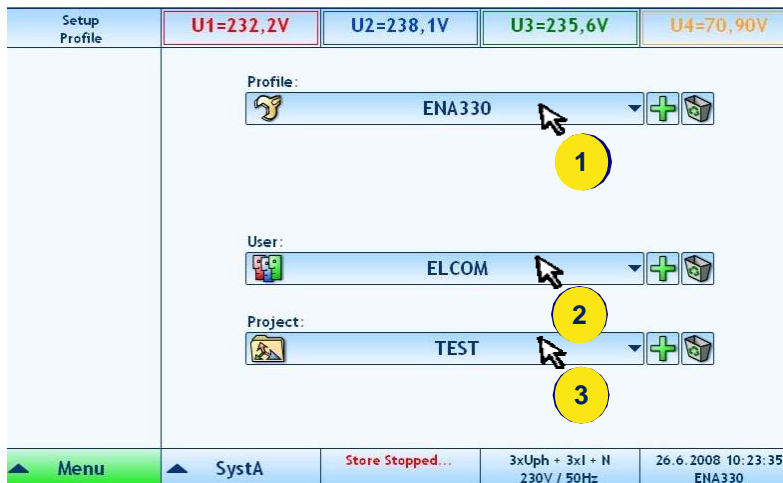 Setup
Profile
U1=232,2V
U2=238,1V
U3=235,6V
U4=70,90V
Profile:
ENA330
1
User:
ELCOM
2
Project:
TEST
3
Menu
SystA
Store Stopped...
3xUph + 3xI + N
230V / 50Hz
26.6.2008 10:23:35
ENA330